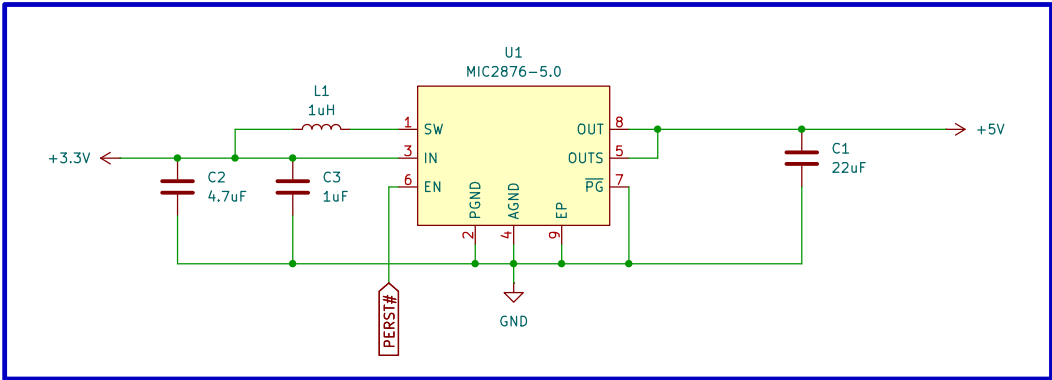 U1
MIC2876-5.0
L1
1uH
1
SW
OUT
8
+5V
+3.3V
3
IN
OUTS
5
C1
22uF
C2
4.7uF
C3
1uF
6
EN
PG
7
PGND
AGND
EP
2
4
9
PERST#
GND